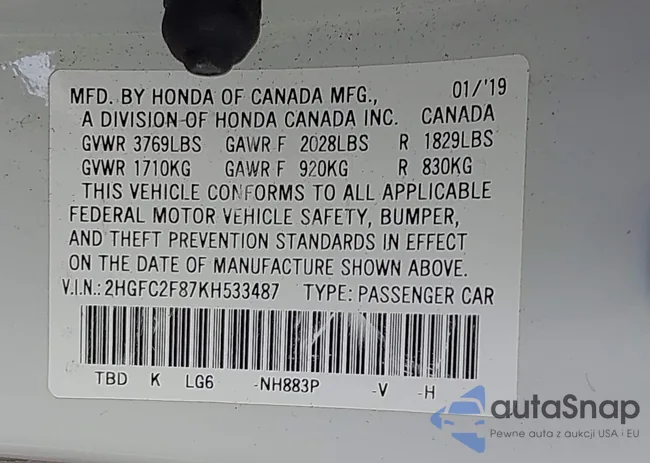 MFD. BY HONDA OF CANADA MFG., 01/'19
A DIVISION OF HONDA CANADA INC. CANADA
GVWR 3769LBS GAWR F 2028LBS R 1829LBS
GVWR 1710KG GAWR F 920KG R 830KG
THIS VEHICLE CONFORMS TO ALL APPLICABLE
FEDERAL MOTOR VEHICLE SAFETY, BUMPER,
AND THEFT PREVENTION STANDARDS IN EFFECT
ON THE DATE OF MANUFACTURE SHOWN ABOVE.
V.I.N.: 2HGFC2F87KH533487 TYPE: PASSENGER CAR
TBD K LG6 -NH883P -V -H
autaSnap
Pewne auta z aukcji USA i EU